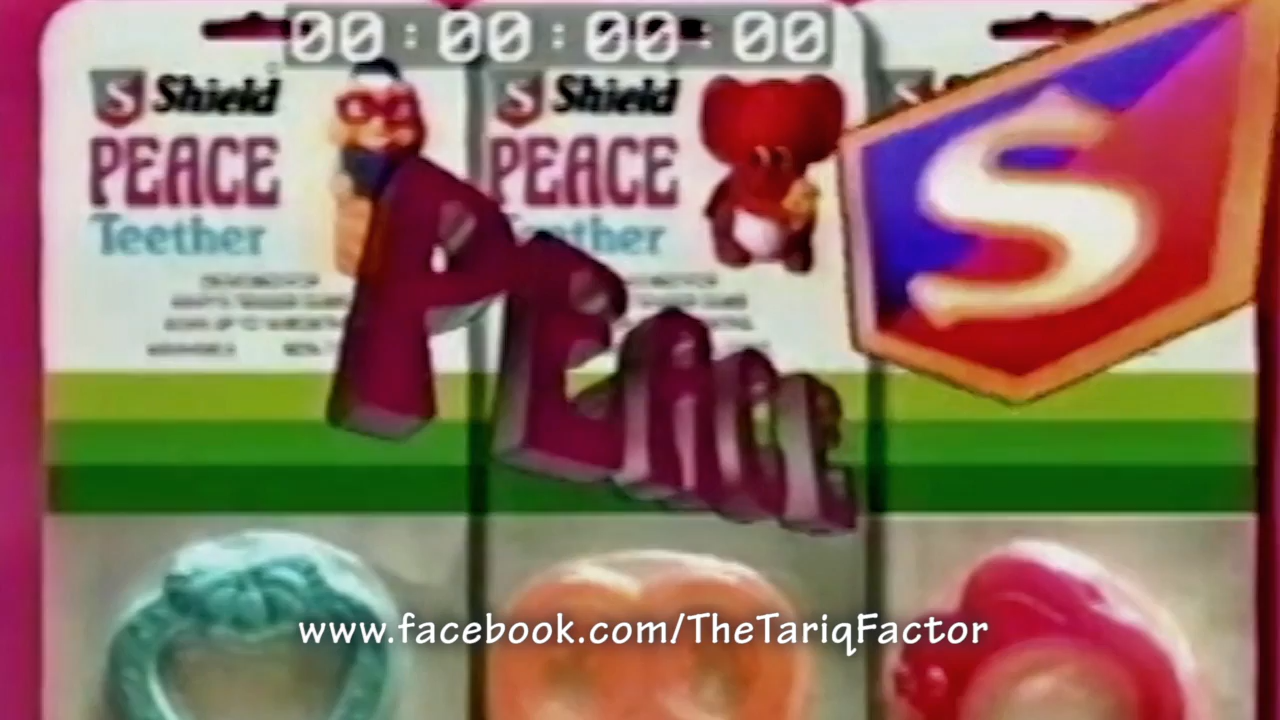 00:00:00:00
S Shield
PEACE
Teether
S Shield
PEACE
Teether
S
PEACE
S
www.facebook.com/TheTariqFactor